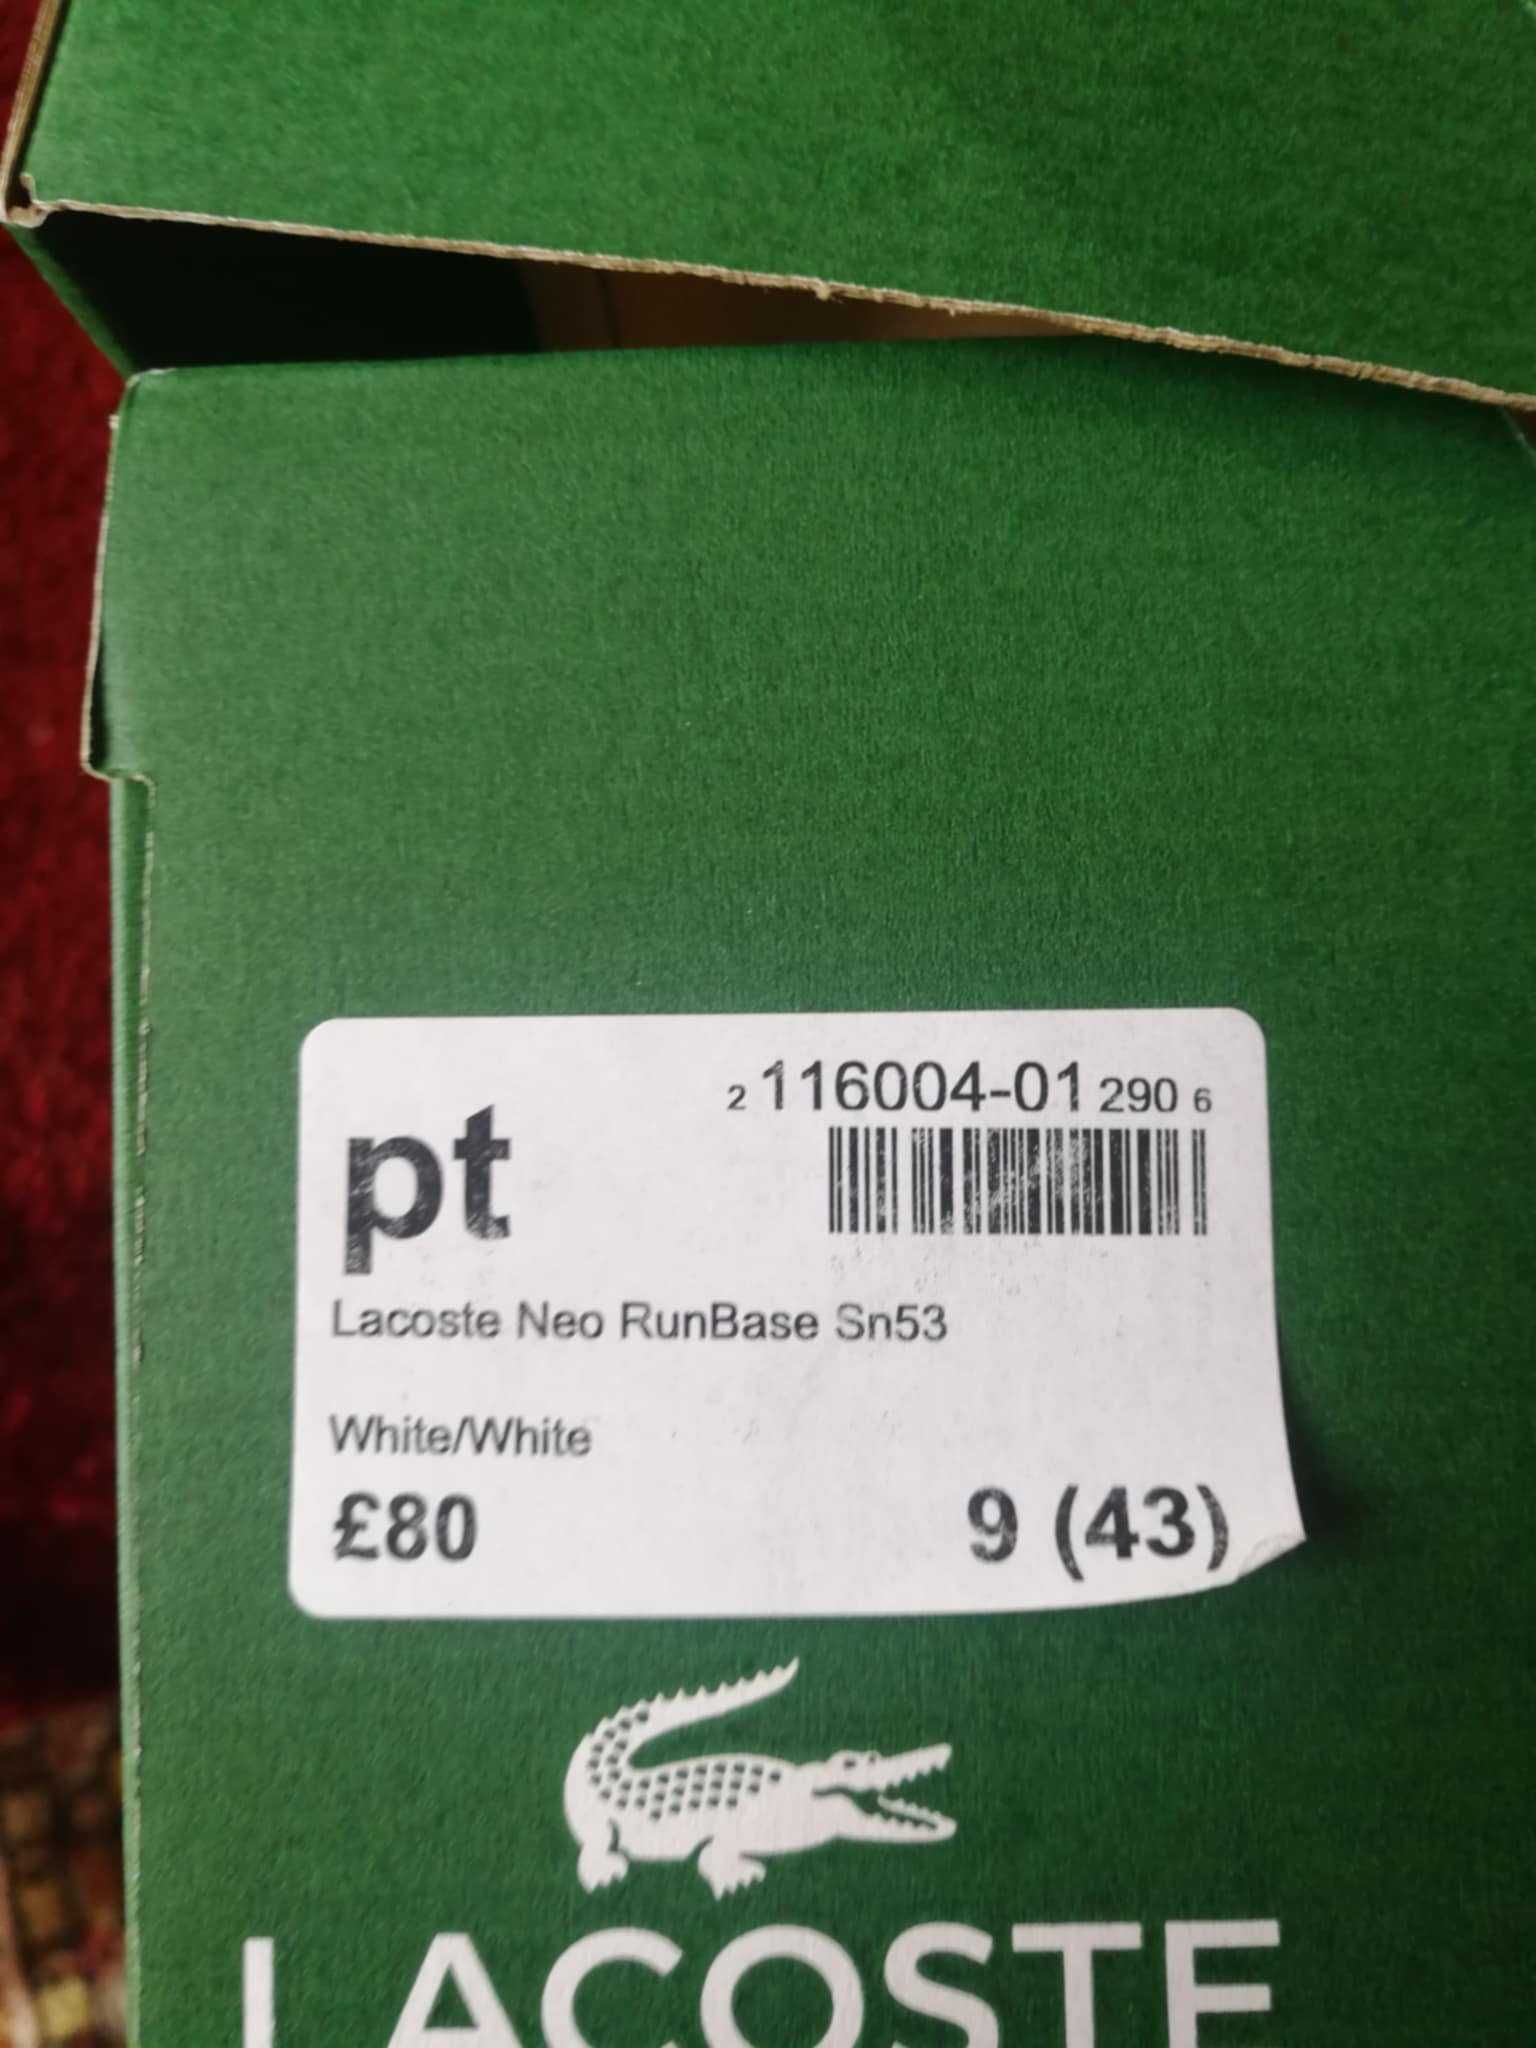 2 116004-01 290 6
pt
Lacoste Neo RunBase Sn53
White/White
£80 9 (43)
LACOSTE